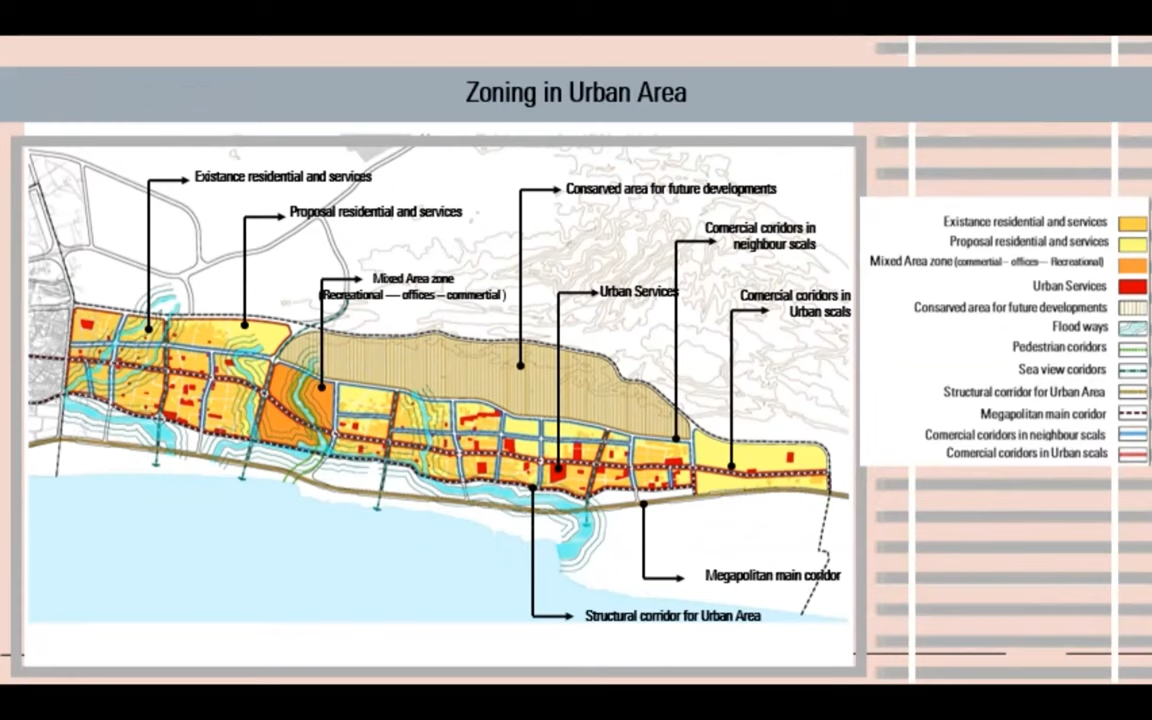 Zoning in Urban Area
Existance residential and services
Proposal residential and services
Mixed Area zone
(Recreational — offices – commertial )
Consarved area for future developments
Comercial coridors in
neighbour scals
Urban Services
Comercial coridors in
Urban scals
Megapolitan main coridor
Structural corridor for Urban Area
Existance residential and services
Proposal residential and services
Mixed Area zone (commertial – offices — Recreational)
Urban Services
Consarved area for future developments
Flood ways
Pedestrian coridors
Sea view coridors
Structural corridor for Urban Area
Megapolitan main coridor
Comercial coridors in neighbour scals
Comercial coridors in Urban scals